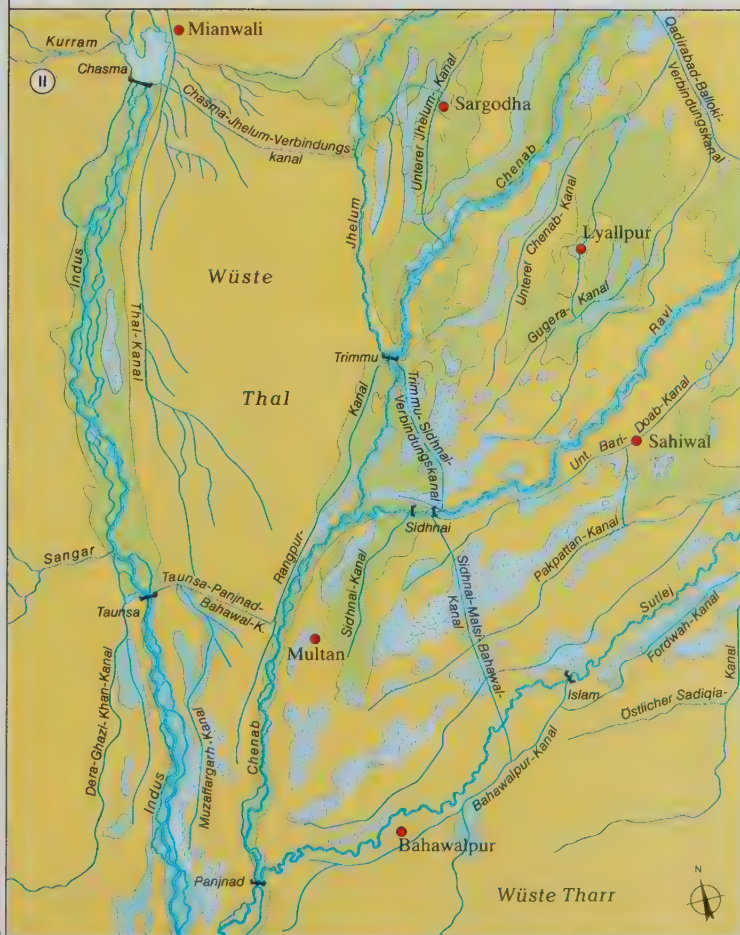 Mianwali
Kurram
Chasma
II
Chasma-Jhelum-Verbindungs-
kanal
Unterer Jhelum-Kanal
Sargodha
Qadirabad-Balloki-
Verbindungskanal
Chenab
Jhelum
Unterer Chenab-Kanal
Lyallpur
Indus
Wüste
Thal-Kanal
Gugera-Kanal
Ravi
Trimmu
Thal
Trimmu-Sidhnai-
Verbindungskanal
Unt. Bari-Doab-Kanal
Sahiwal
Rangpur-
Kanal
Sidhnai
Sangar
Pakpattan-Kanal
Taunsa-Panjnad-
Bahawal-K.
Taunsa
Sidhnai-Kanal
Sidhnai-Malsi-Bahawal-
Kanal
Sutlej
Fordwah-Kanal
Multan
Islam
Östlicher Sadiqia-
Kanal
Dera-Ghazi-Khan-Kanal
Indus
Muzaffargarh-Kanal
Chenab
Bahawalpur-Kanal
Bahawalpur
Panjnad
Wüste Tharr
N